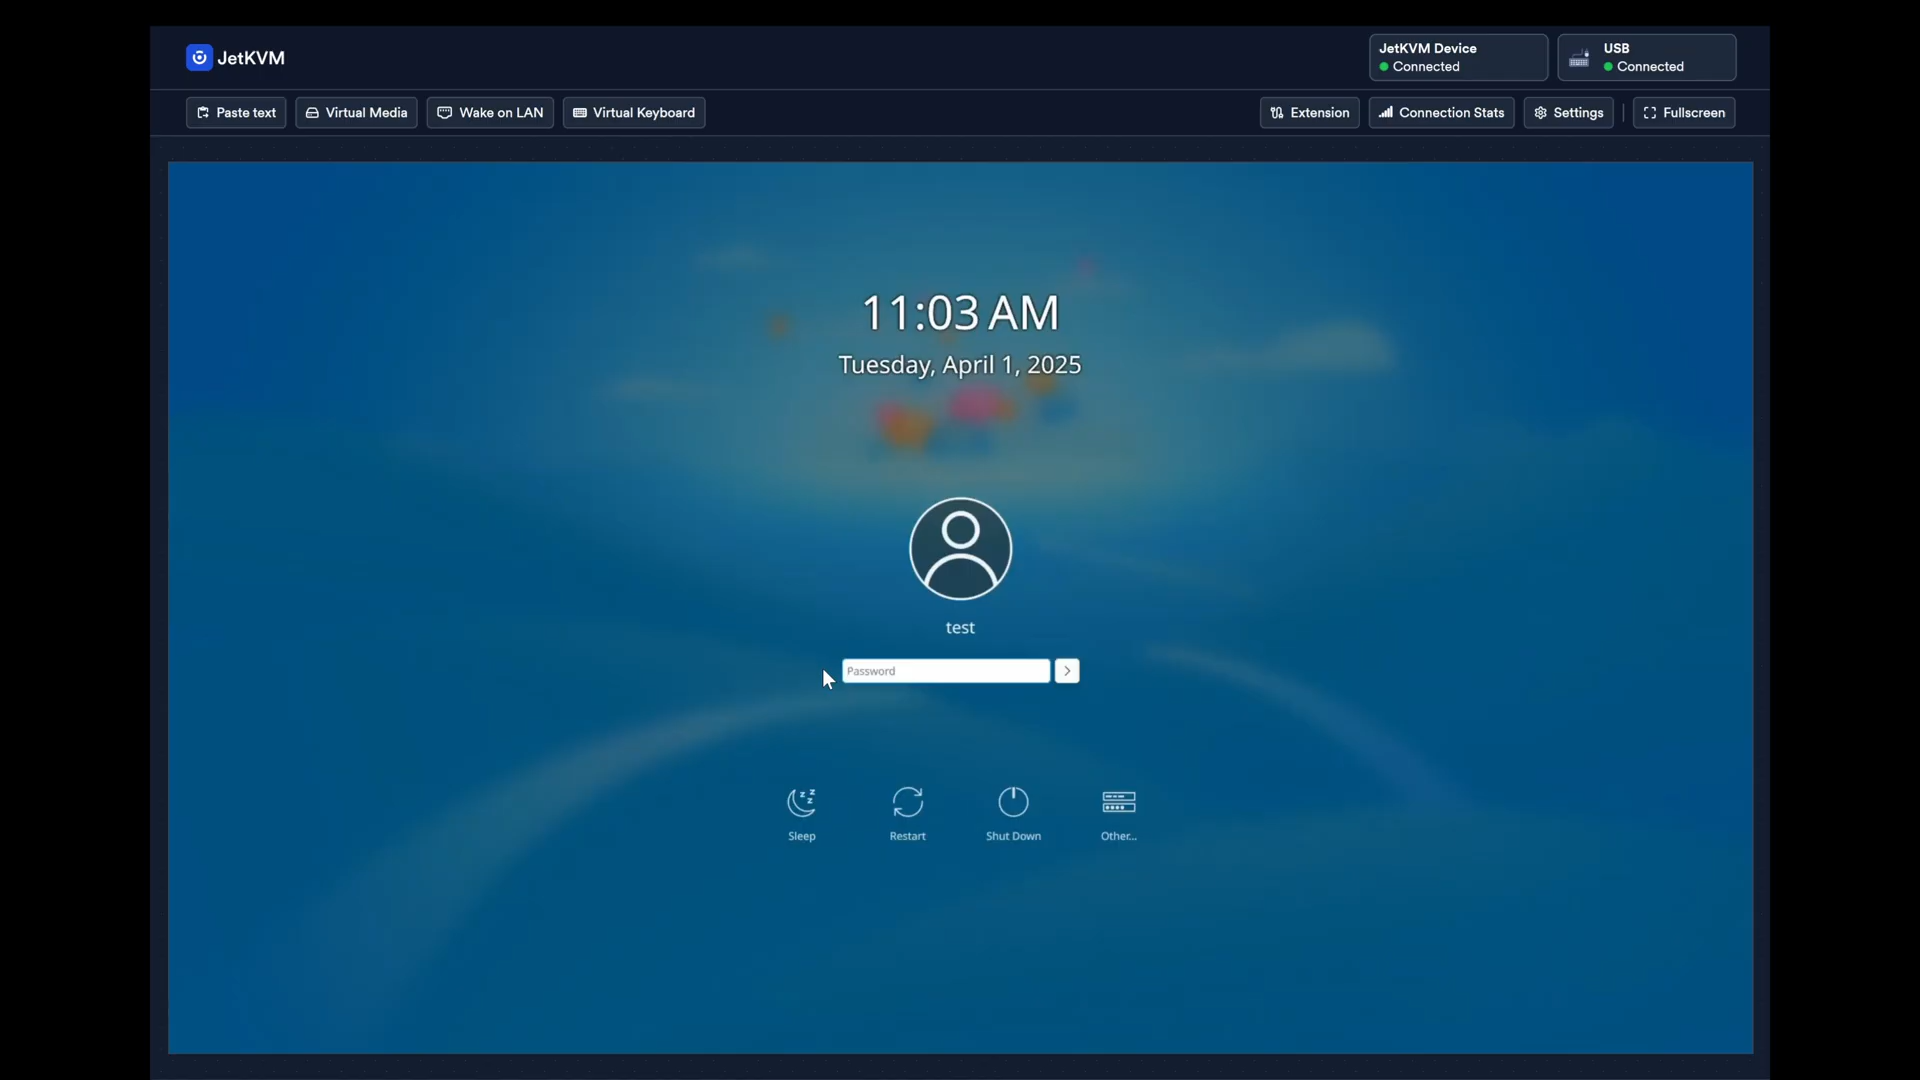 JetKVM
JetKVM Device
Connected
USB
Connected
Paste text
Virtual Media
Wake on LAN
Virtual Keyboard
Extension
Connection Stats
Settings
Fullscreen
11:03 AM
Tuesday, April 1, 2025
test
Password
Sleep
Restart
Shut Down
Other...